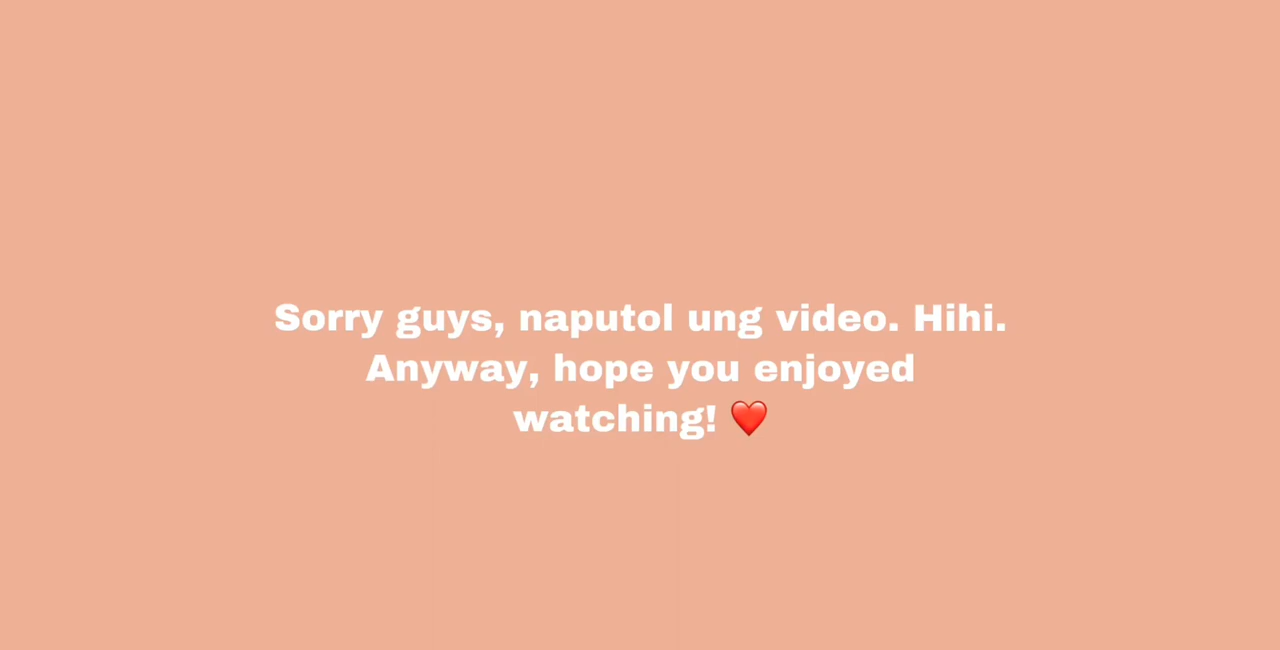 Sorry guys, naputol ung video. Hihi.
Anyway, hope you enjoyed
watching! ❤️